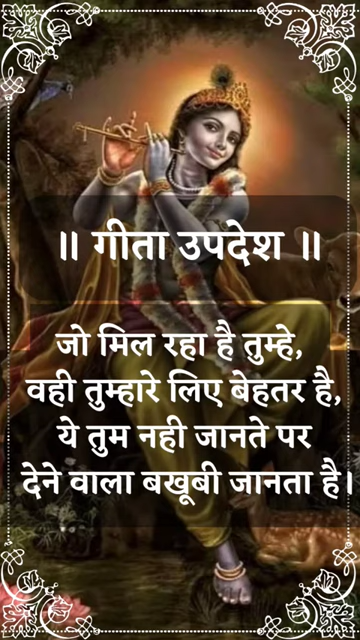 ॥ गीता उपदेश ॥
जो मिल रहा है तुम्हे,
वही तुम्हारे लिए बेहतर है,
ये तुम नही जानते पर
देने वाला बखूबी जानता है।